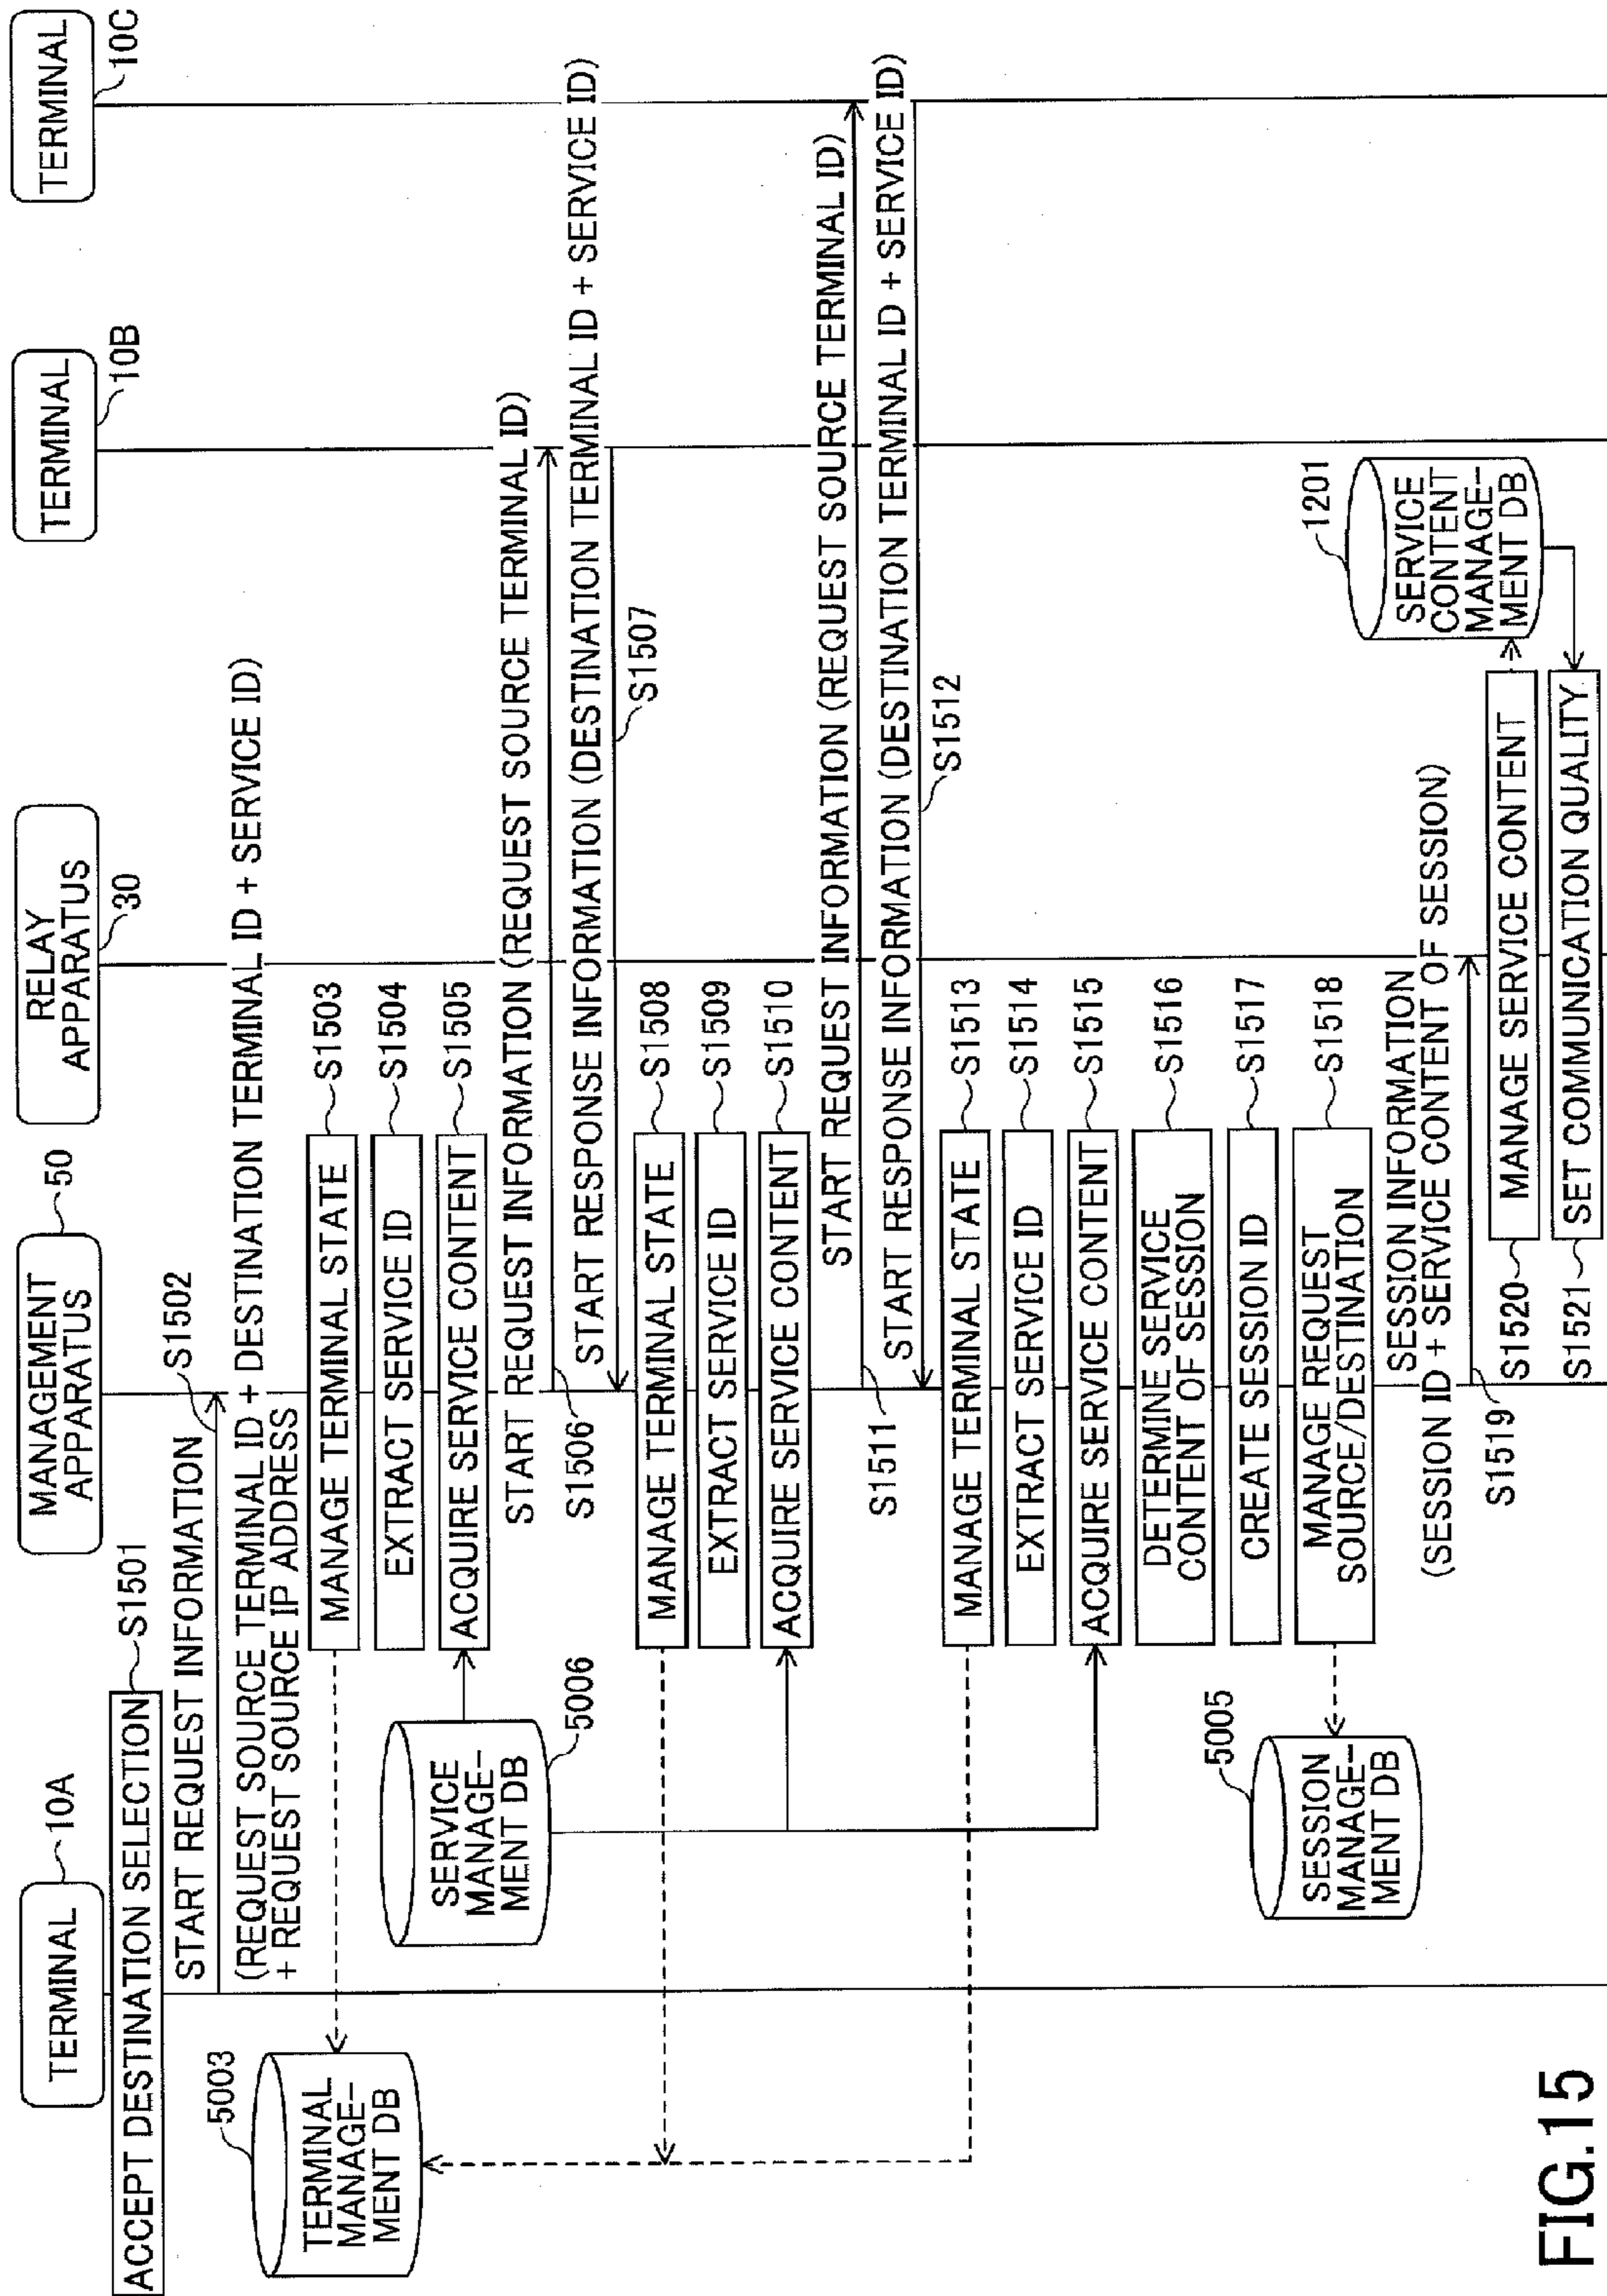 TERMINAL
10A
MANAGEMENT
APPARATUS
50
RELAY
APPARATUS
30
TERMINAL
10B
TERMINAL
10C
ACCEPT DESTINATION SELECTION
S1501
START REQUEST INFORMATION
S1502
(REQUEST SOURCE TERMINAL ID + DESTINATION TERMINAL ID + SERVICE ID)
+ REQUEST SOURCE IP ADDRESS
5003
TERMINAL
MANAGE-
MENT DB
MANAGE TERMINAL STATE
S1503
EXTRACT SERVICE ID
S1504
ACQUIRE SERVICE CONTENT
S1505
SERVICE
MANAGE-
MENT DB
5006
START REQUEST INFORMATION (REQUEST SOURCE TERMINAL ID)
S1506
START RESPONSE INFORMATION (DESTINATION TERMINAL ID + SERVICE ID)
S1507
MANAGE TERMINAL STATE
S1508
EXTRACT SERVICE ID
S1509
ACQUIRE SERVICE CONTENT
S1510
START REQUEST INFORMATION (REQUEST SOURCE TERMINAL ID)
S1511
START RESPONSE INFORMATION (DESTINATION TERMINAL ID + SERVICE ID)
S1512
MANAGE TERMINAL STATE
S1513
EXTRACT SERVICE ID
S1514
ACQUIRE SERVICE CONTENT
S1515
DETERMINE SERVICE
CONTENT OF SESSION
S1516
CREATE SESSION ID
S1517
MANAGE REQUEST
SOURCE/DESTINATION
S1518
5005
SESSION
MANAGE-
MENT DB
SESSION INFORMATION
(SESSION ID + SERVICE CONTENT OF SESSION)
S1519
S1520
MANAGE SERVICE CONTENT
1201
SERVICE
CONTENT
MANAGE-
MENT DB
S1521
SET COMMUNICATION QUALITY
FIG.15